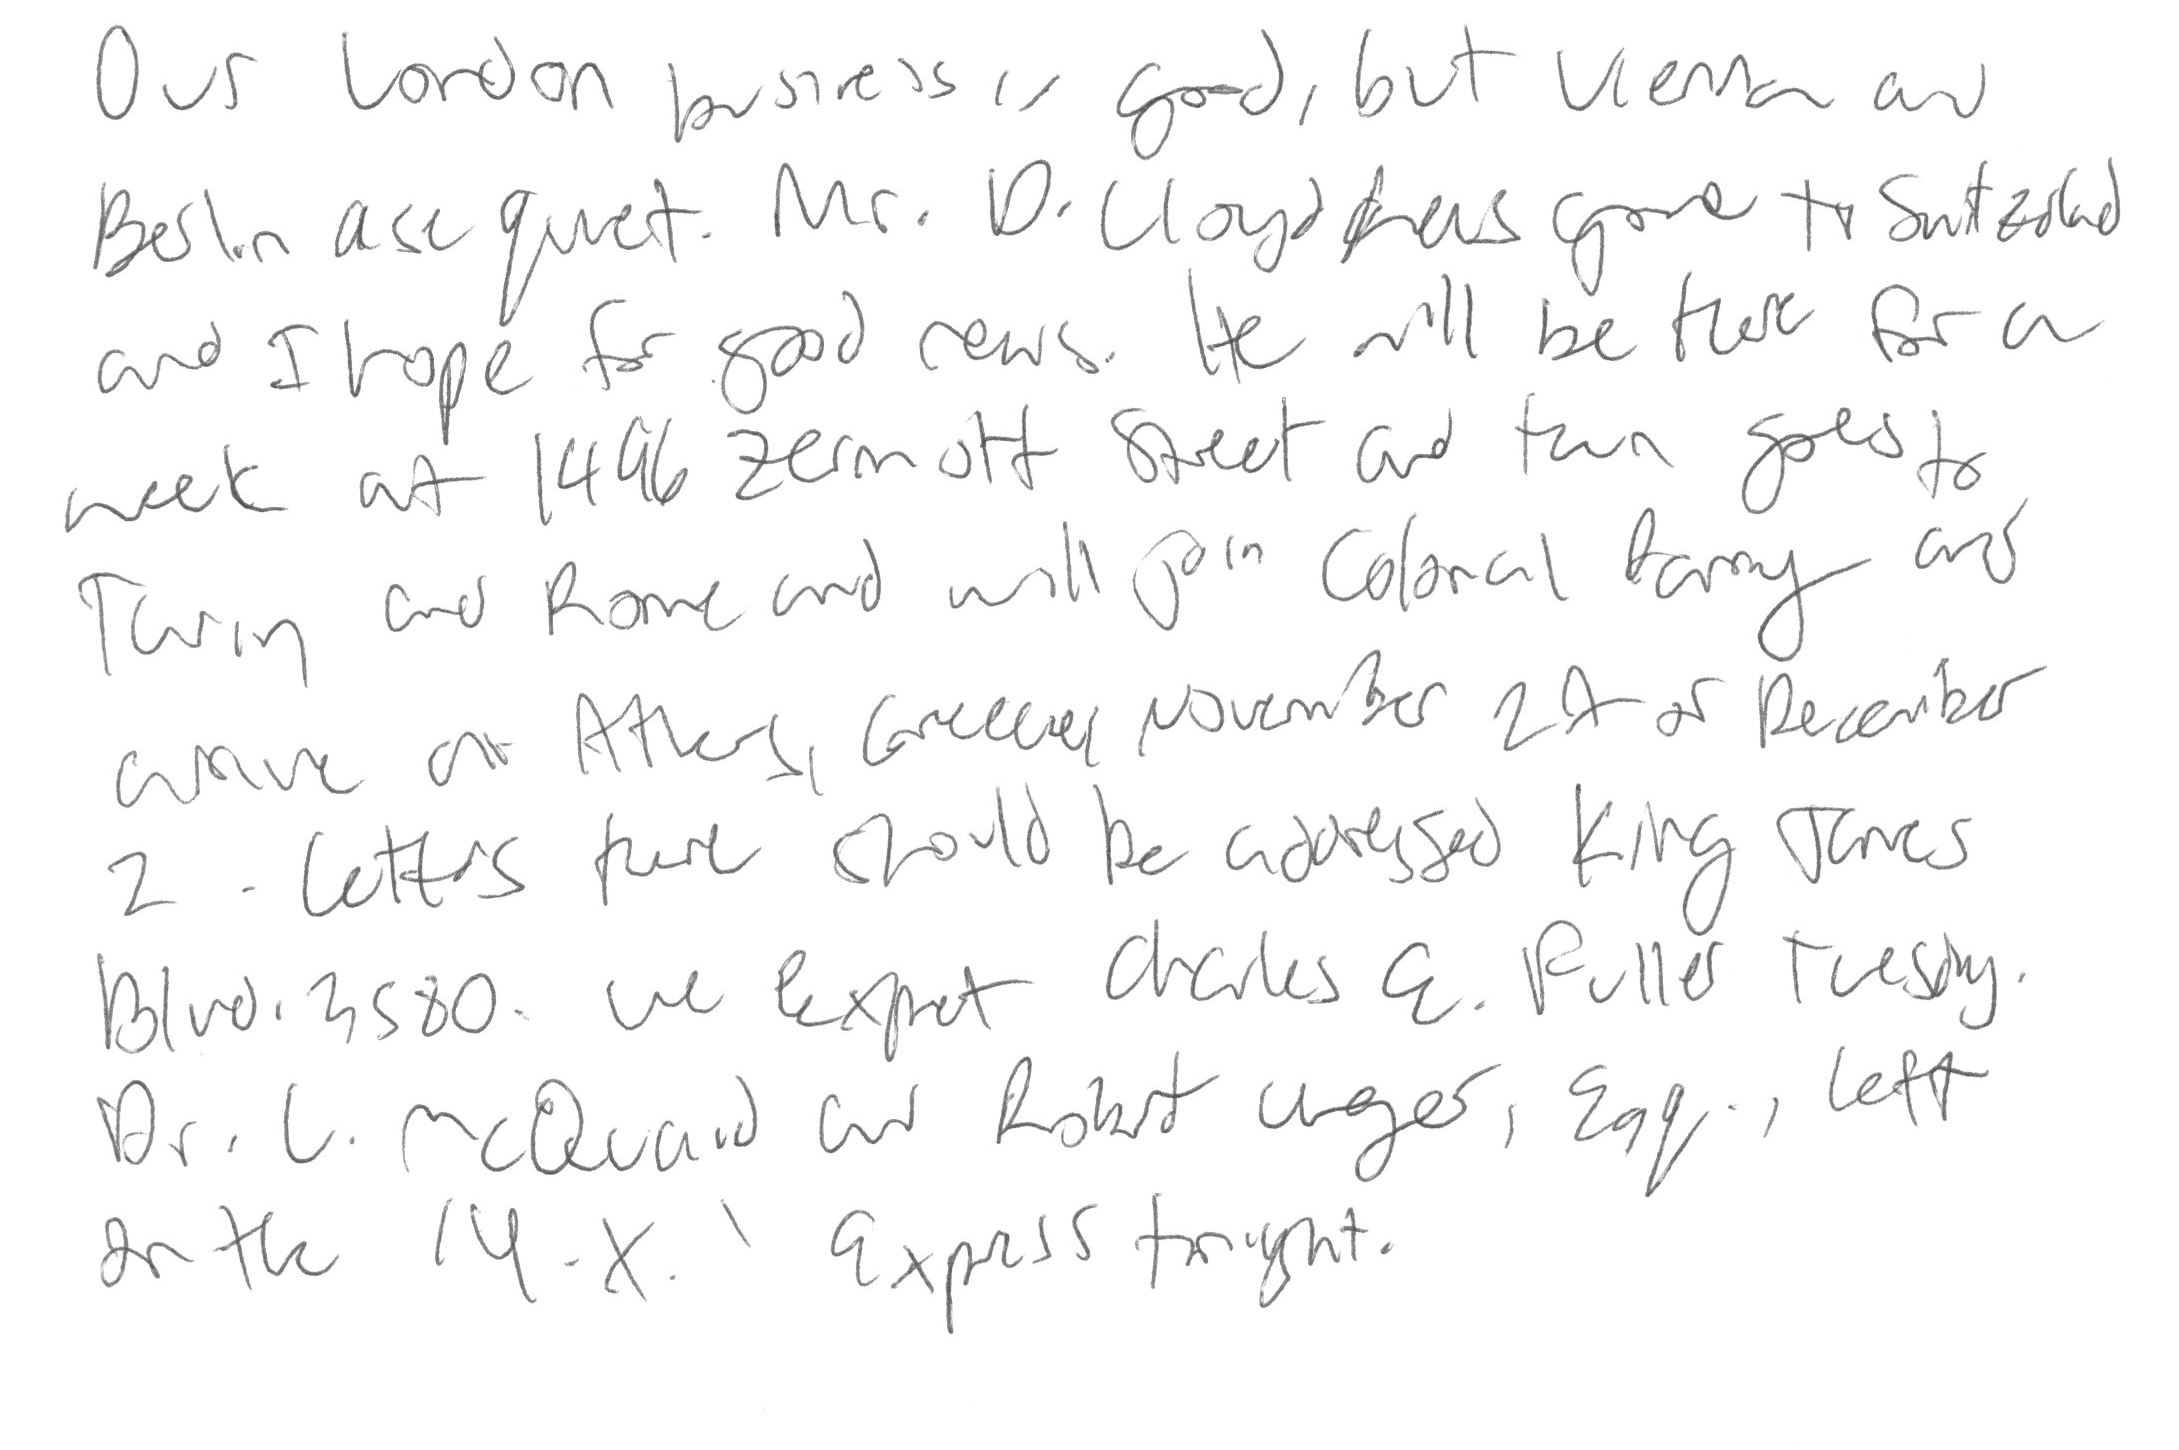 Our London business is good, but Vienna and
Berlin are quiet. Mr. D. Lloyd has gone to Switzerland
and I hope for good news. He will be there for a
week at 1496 Zermott Street and then goes to
Turin and Rome and will join Colonial Parry and
arrive at Athens, Greece, November 27 or December
2. Letters there should be addressed King James
Blvd. 3580. We expect Charles E. Fuller Tuesday.
Dr. L. McQuaid and Robert Unger, Esq., left
on the 'Y.X.' Express tonight.